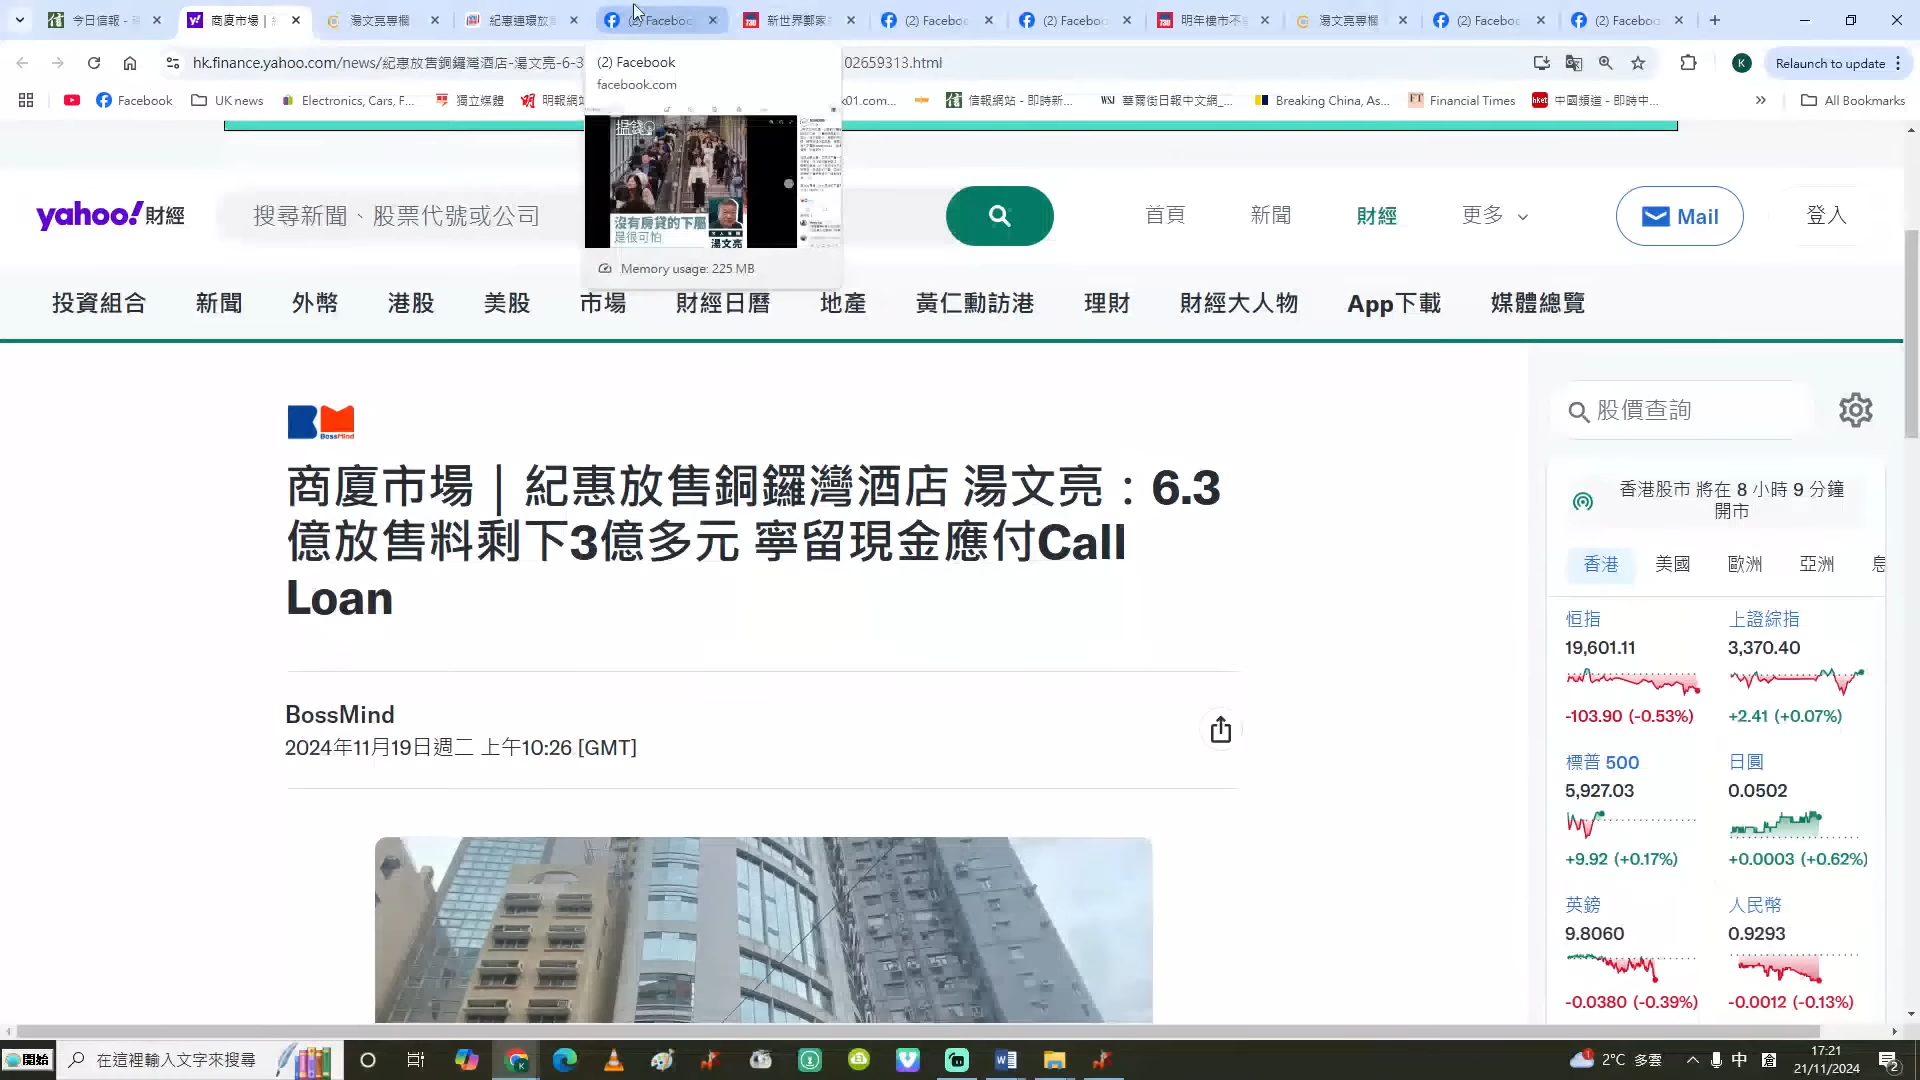 今日信報 -
商廈市場｜
湯文亮專欄
紀惠連環放
(2) Facebo
新世界鄭家
(2) Facebo
(2) Facebo
明年樓市不
湯文亮專欄
(2) Facebo
(2) Facebo
hk.finance.yahoo.com/news/紀惠放售銅鑼灣酒店-湯文亮-6-3
02659313.html
Relaunch to update
K
Facebook
UK news
Electronics, Cars, F...
獨立媒體
明報網
k01.com...
信報網站 - 即時新...
WSJ
華爾街日報中文網_...
Breaking China, As...
FT
Financial Times
hket
中國頻道 - 即時中...
All Bookmarks
(2) Facebook
facebook.com
搵錢
沒有房貸的下屬
是很可怕
湯文亮
Memory usage: 225 MB
yahoo!財經
搜尋新聞、股票代號或公司
首頁
新聞
財經
更多
Mail
登入
投資組合
新聞
外幣
港股
美股
市場
財經日曆
地產
黃仁勳訪港
理財
財經大人物
App下載
媒體總覽
BossMind
商廈市場｜紀惠放售銅鑼灣酒店 湯文亮：6.3
億放售料剩下3億多元 寧留現金應付Call
Loan
BossMind
2024年11月19日週二 上午10:26 [GMT]
股價查詢
香港股市 將在 8 小時 9 分鐘
開市
香港
美國
歐洲
亞洲
恒指
上證綜指
19,601.11
3,370.40
-103.90 (-0.53%)
+2.41 (+0.07%)
標普 500
日圓
5,927.03
0.0502
+9.92 (+0.17%)
+0.0003 (+0.62%)
英鎊
人民幣
9.8060
0.9293
-0.0380 (-0.39%)
-0.0012 (-0.13%)
開始
在這裡輸入文字來搜尋
2°C 多雲
中
倉
17:21
21/11/2024
2